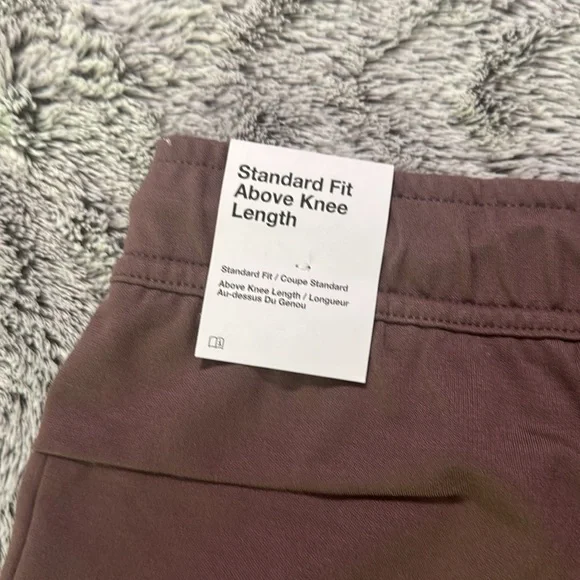 Standard Fit
Above Knee
Length
Standard Fit / Coupe Standard
Above Knee Length / Longueur
Au-dessus Du Genou